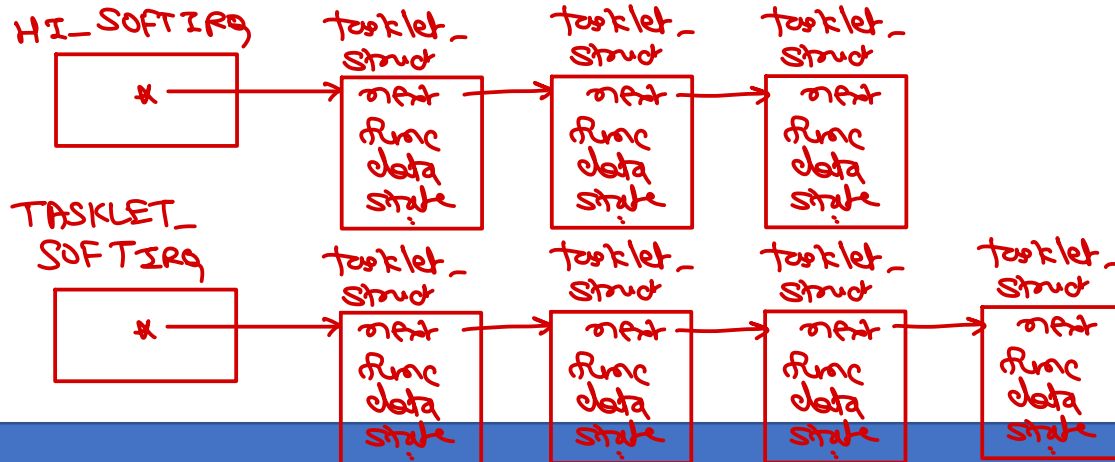 HI_SOFTIRQ
tasklet_ tasklet_ tasklet_
struct struct struct
* next next next
func func func
data data data
state state state
: : :
TASKLET_
SOFTIRQ
tasklet_ tasklet_ tasklet_ tasklet_
struct struct struct struct
* next next next next
func func func func
data data data data
state state state state
: : : :